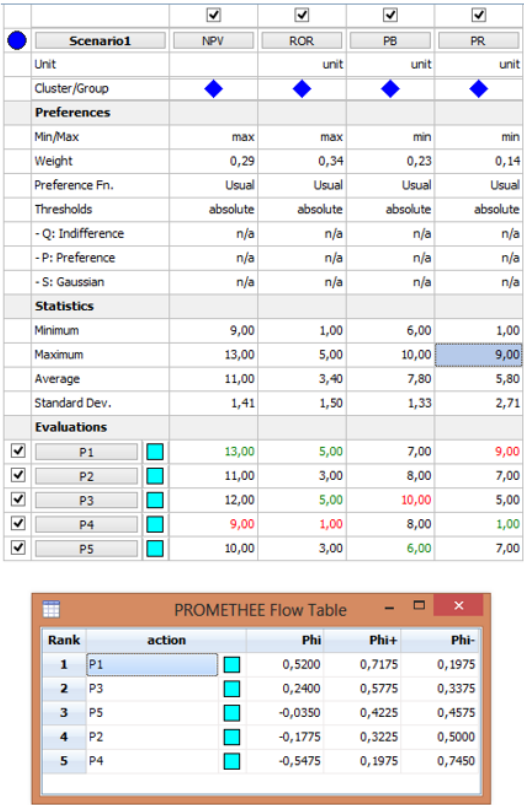 Scenario1 NPV ROR PB PR
Unit unit unit unit
Cluster/Group
Preferences
Min/Max max max min min
Weight 0,29 0,34 0,23 0,14
Preference Fn. Usual Usual Usual Usual
Thresholds absolute absolute absolute absolute
- Q: Indifference n/a n/a n/a n/a
- P: Preference n/a n/a n/a n/a
- S: Gaussian n/a n/a n/a n/a
Statistics
Minimum 9,00 1,00 6,00 1,00
Maximum 13,00 5,00 10,00 9,00
Average 11,00 3,40 7,80 5,80
Standard Dev. 1,41 1,50 1,33 2,71
Evaluations
P1 13,00 5,00 7,00 9,00
P2 11,00 3,00 8,00 7,00
P3 12,00 5,00 10,00 5,00
P4 9,00 1,00 8,00 1,00
P5 10,00 3,00 6,00 7,00
PROMETHEE Flow Table
Rank action Phi Phi+ Phi-
1 P1 0,5200 0,7175 0,1975
2 P3 0,2400 0,5775 0,3375
3 P5 -0,0350 0,4225 0,4575
4 P2 -0,1775 0,3225 0,5000
5 P4 -0,5475 0,1975 0,7450